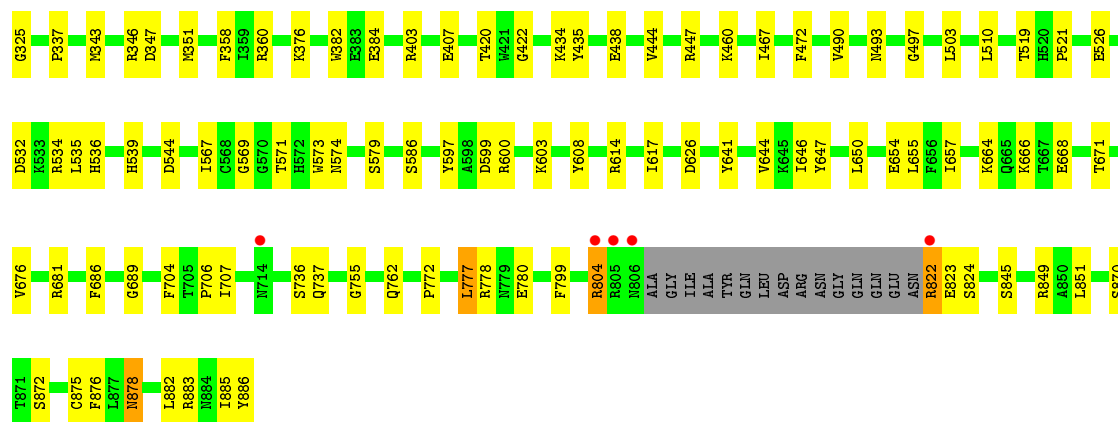 G325 P337 M343 R346 D347 M351 F358 I359 R360 K376 W382 E383 E384 R403 E407 T420 W421 G422 K434 Y435 E438 V444 R447 K460 I467 F472 V490 N493 G497 L503 L510 T519 H520 P521 E526
D532 K533 R534 L535 H536 H539 D544 I567 C568 G569 G570 T571 H572 W573 N574 S579 S586 Y597 A598 D599 R600 K603 Y608 R614 I617 D626 Y641 V644 K645 I646 Y647 L650 E654 L655 F656 I657 K664 Q665 K666 T667 E668 T671
V676 R681 F686 G689 F704 T705 P706 I707 N714 S736 Q737 G755 Q762 P772 L777 R778 N779 E780 F799 R804 R805 N806 ALA GLY ILE ALA TYR GLN LEU ASP ARG ASN GLY GLN GLN GLU ASN R822 E823 S824 S845 R849 A850 L851 S870
T871 S872 C875 F876 L877 N878 L882 R883 N884 I885 Y886